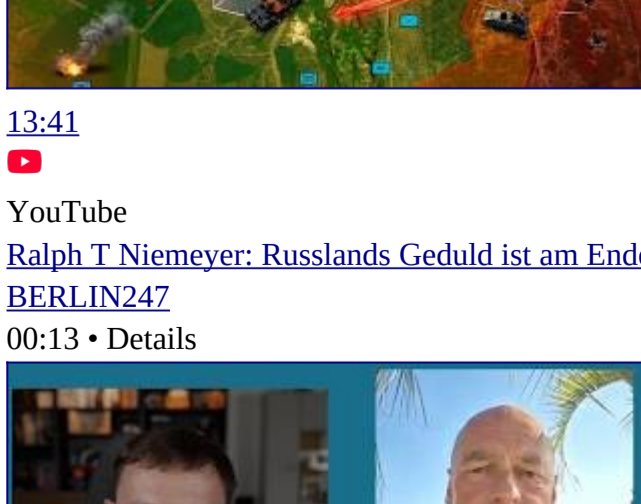 13:41
YouTube
Ralph T Niemeyer: Russlands Geduld ist am Ende
BERLIN247
00:13 • Details